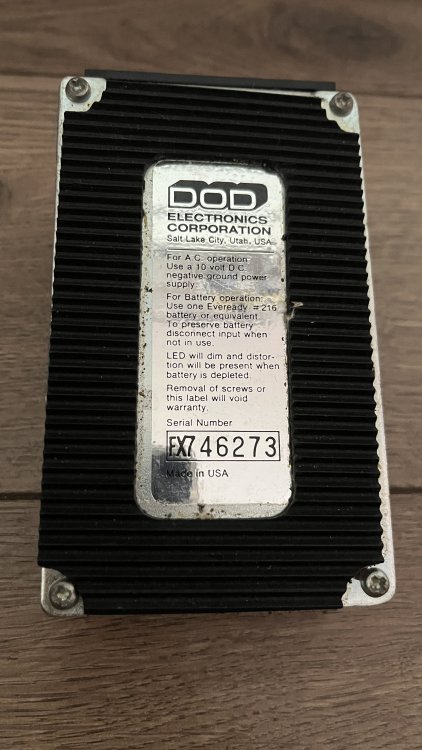 DOD
ELECTRONICS
CORPORATION
Salt Lake City, Utah, USA
For A.C. operation:
Use a 10 volt D.C.
negative ground power
supply.
For Battery operation:
Use one Eveready #216
battery or equivalent.
To preserve battery
disconnect input when
not in use.
LED will dim and distor-
tion will be present when
battery is depleted.
Removal of screws or
this label will void
warranty.
Serial Number
FX746273
Made in USA